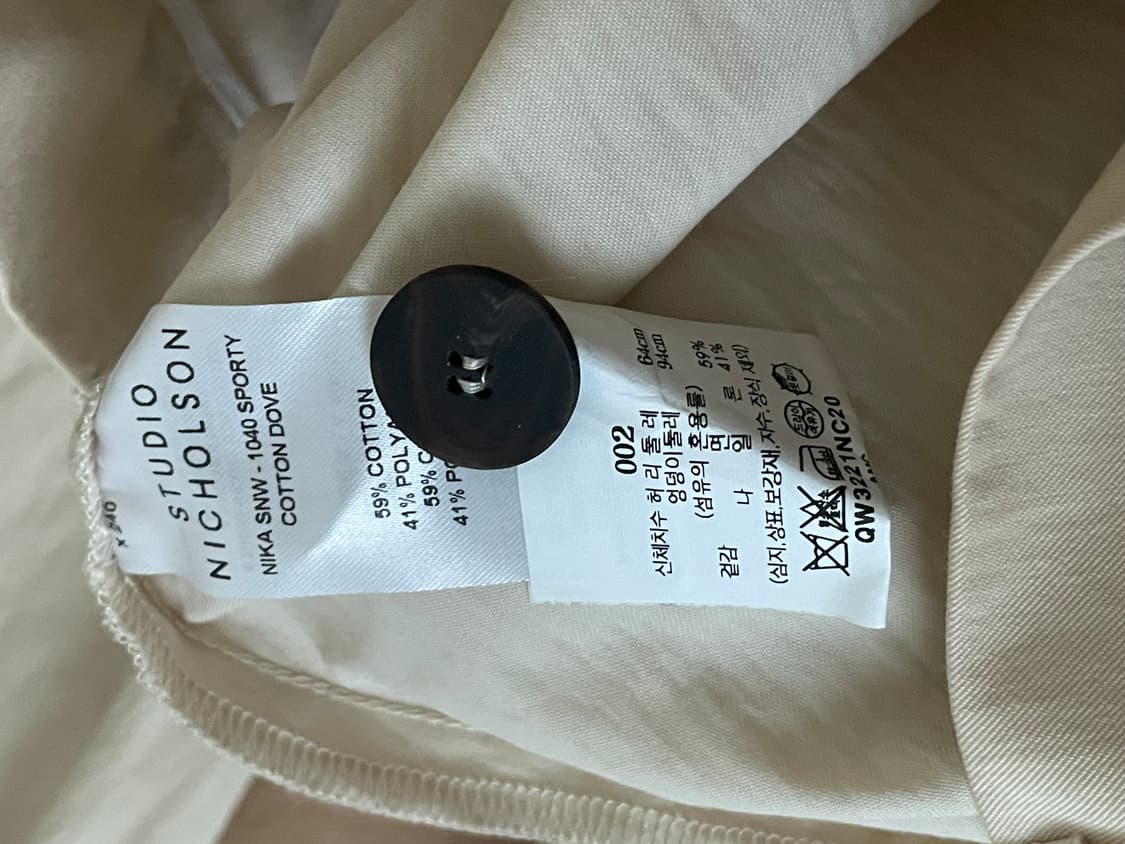 STUDIO
NICHOLSON
NIKA SNW - 1040 SPORTY
COTTON DOVE
59% COTTON
41%
59%
41%
002
신체치수 허 리 둘 레 64cm
엉덩이둘레 94cm
(섬유의 혼용률)
겉감 면 59%
나 일 론 41%
(심지,상표,보강재,자수,장식 제외)
QW3221NC20